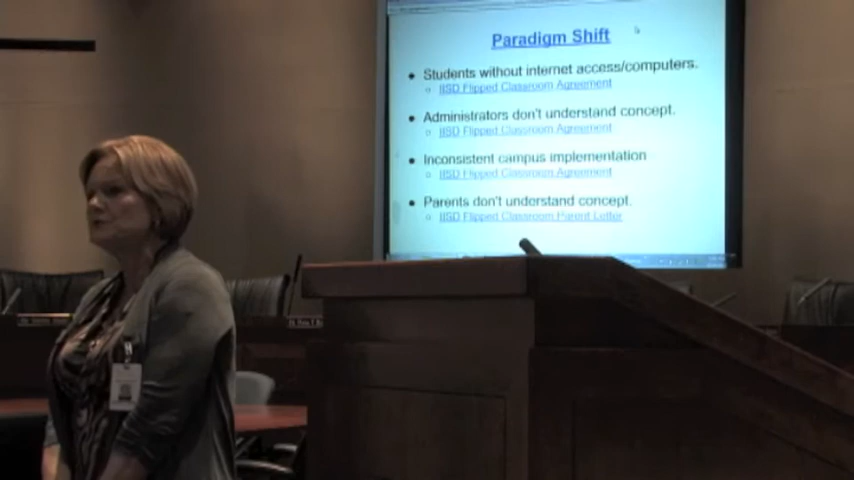 Paradigm Shift
Students without internet access/computers.
IISD Flipped Classroom Agreement
Administrators don't understand concept.
IISD Flipped Classroom Agreement
Inconsistent campus implementation
IISD Flipped Classroom Agreement
Parents don't understand concept.
IISD Flipped Classroom Parent Letter